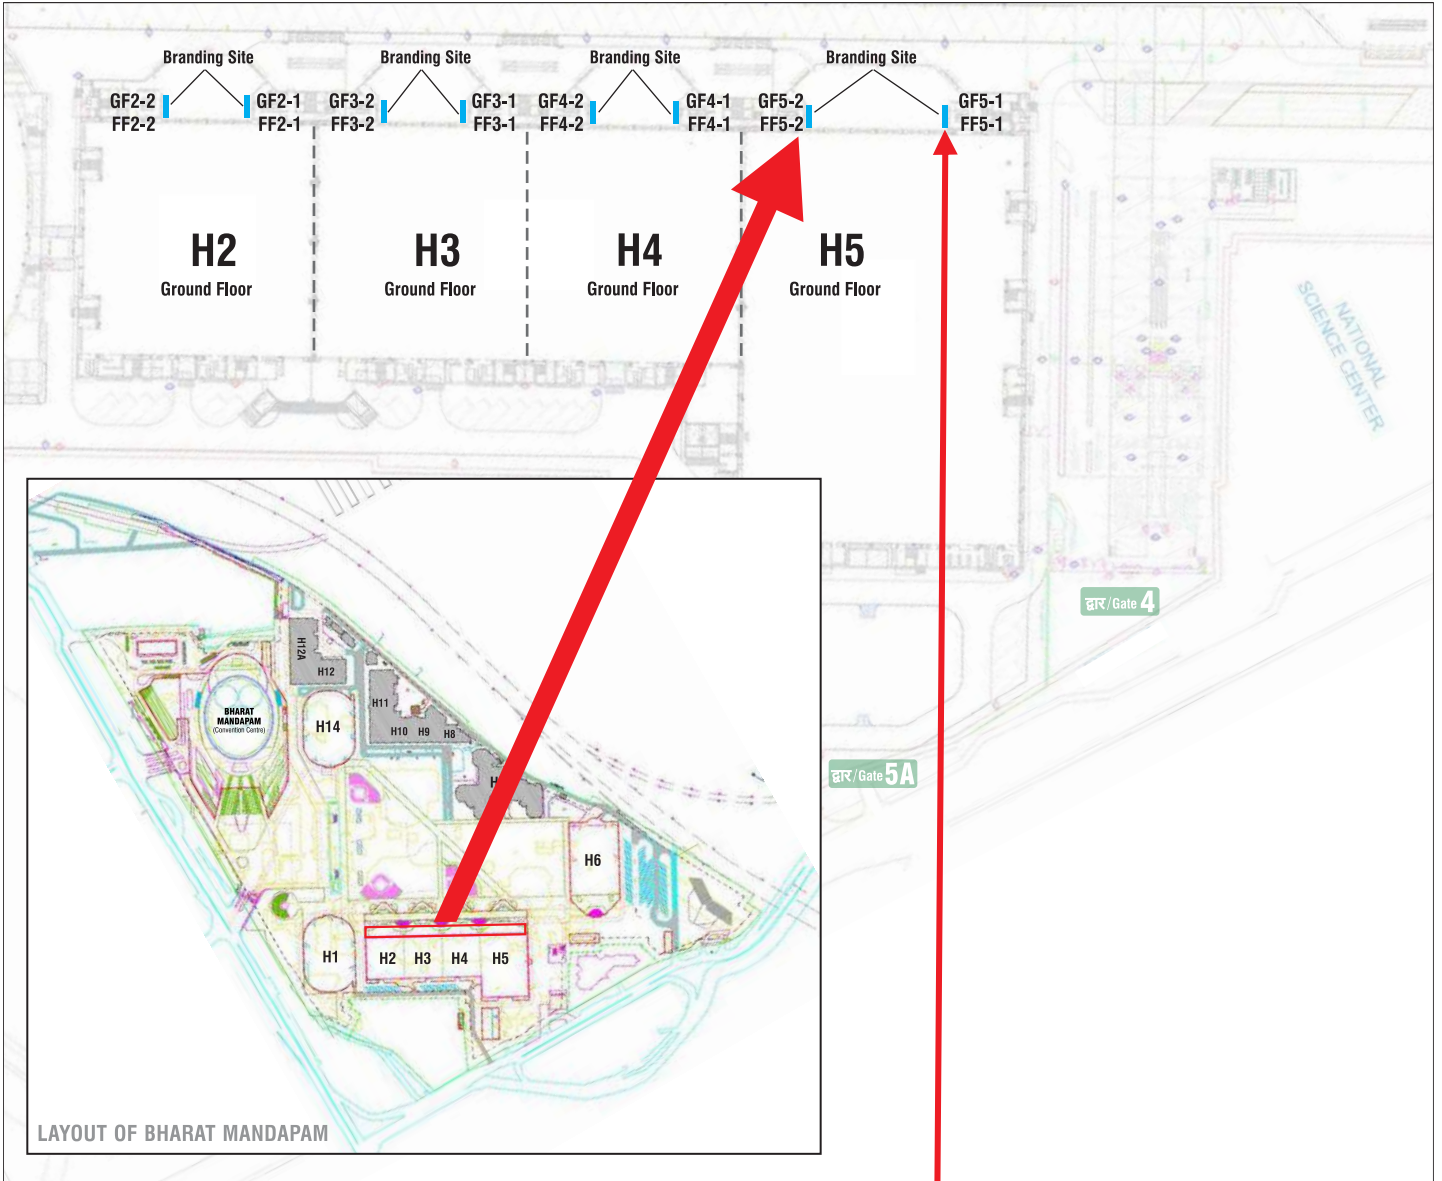 Branding Site
Branding Site
Branding Site
Branding Site
GF2-2
FF2-2
GF2-1
FF2-1
GF3-2
FF3-2
GF3-1
FF3-1
GF4-2
FF4-2
GF4-1
FF4-1
GF5-2
FF5-2
GF5-1
FF5-1
H2
Ground Floor
H3
Ground Floor
H4
Ground Floor
H5
Ground Floor
NATIONAL
SCIENCE CENTER
द्वार/Gate 4
द्वार/Gate 5A
H12A
H12
H11
H10
H9
H8
BHARAT
MANDAPAM
(Convention Centre)
H14
H6
H1
H2
H3
H4
H5
LAYOUT OF BHARAT MANDAPAM